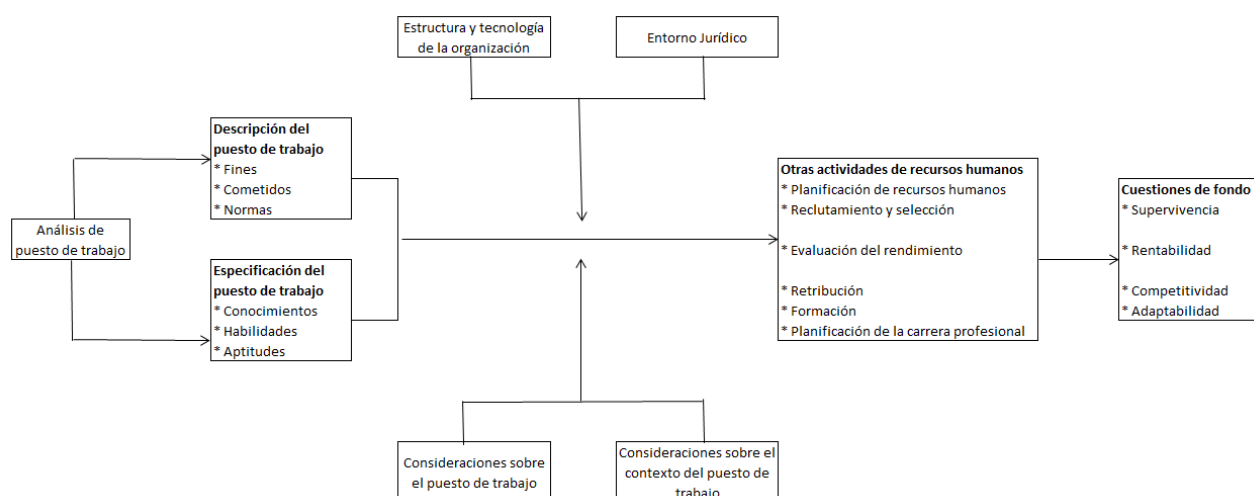 Estructura y tecnología
de la organización
Entorno Jurídico
Descripción del
puesto de trabajo
* Fines
* Cometidos
* Normas
Análisis de
puesto de trabajo
Especificación del
puesto de trabajo
* Conocimientos
* Habilidades
* Aptitudes
Otras actividades de recursos humanos
* Planificación de recursos humanos
* Reclutamiento y selección
* Evaluación del rendimiento
* Retribución
* Formación
* Planificación de la carrera profesional
Cuestiones de fondo
* Supervivencia
* Rentabilidad
* Competitividad
* Adaptabilidad
Consideraciones sobre
el puesto de trabajo
Consideraciones sobre el
contexto del puesto de
trabajo